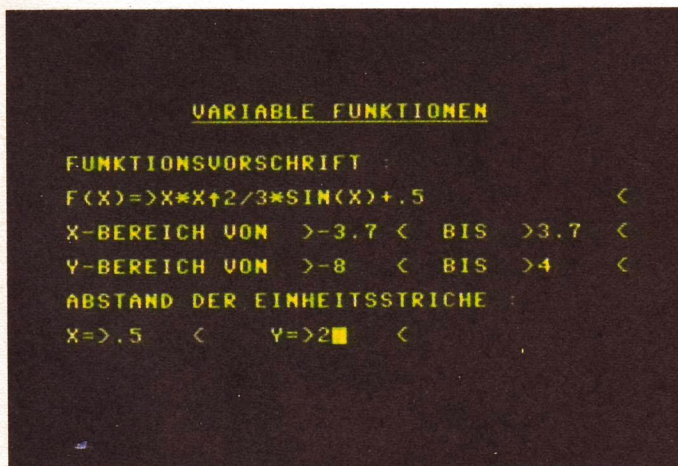 VARIABLE FUNKTIONEN
FUNKTIONSVORSCHRIFT :
F(X)=>X*X↑2/3*SIN(X)+.5 <
X-BEREICH VON >-3.7 < BIS >3.7 <
Y-BEREICH VON >-8 < BIS >4 <
ABSTAND DER EINHEITSSTRICHE :
X=>.5 < Y=>2 <